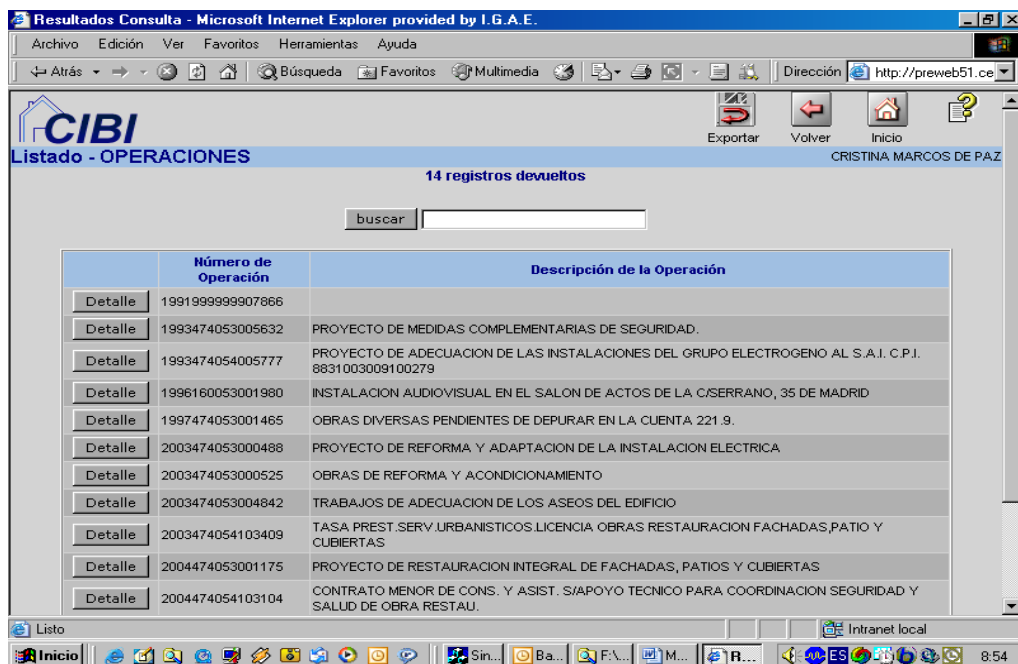 Resultados Consulta - Microsoft Internet Explorer provided by I.G.A.E.
Archivo Edición Ver Favoritos Herramientas Ayuda
Atrás Búsqueda Favoritos Multimedia Dirección http://preweb51.ce
CIBI
Exportar Volver Inicio
Listado - OPERACIONES CRISTINA MARCOS DE PAZ
14 registros devueltos
buscar
Número de Operación Descripción de la Operación
Detalle 1991999999907866
Detalle 1993474053005632 PROYECTO DE MEDIDAS COMPLEMENTARIAS DE SEGURIDAD.
Detalle 1993474054005777 PROYECTO DE ADECUACION DE LAS INSTALACIONES DEL GRUPO ELECTROGENO AL S.A.I. C.P.I.
8831003009100279
Detalle 1996160053001980 INSTALACION AUDIOVISUAL EN EL SALON DE ACTOS DE LA C/SERRANO, 35 DE MADRID
Detalle 1997474053001465 OBRAS DIVERSAS PENDIENTES DE DEPURAR EN LA CUENTA 221.9.
Detalle 2003474053000488 PROYECTO DE REFORMA Y ADAPTACION DE LA INSTALACION ELECTRICA
Detalle 2003474053000525 OBRAS DE REFORMA Y ACONDICIONAMIENTO
Detalle 2003474053004842 TRABAJOS DE ADECUACION DE LOS ASEOS DEL EDIFICIO
Detalle 2003474054103409 TASA PREST.SERV.URBANISTICOS.LICENCIA OBRAS RESTAURACION FACHADAS,PATIO Y
CUBIERTAS
Detalle 2004474053001175 PROYECTO DE RESTAURACION INTEGRAL DE FACHADAS, PATIOS Y CUBIERTAS
Detalle 2004474054103104 CONTRATO MENOR DE CONS. Y ASIST. S/APOYO TECNICO PARA COORDINACION SEGURIDAD Y
SALUD DE OBRA RESTAU.
Listo Intranet local
Inicio Sin... Ba... F:\... M... R... ES 8:54